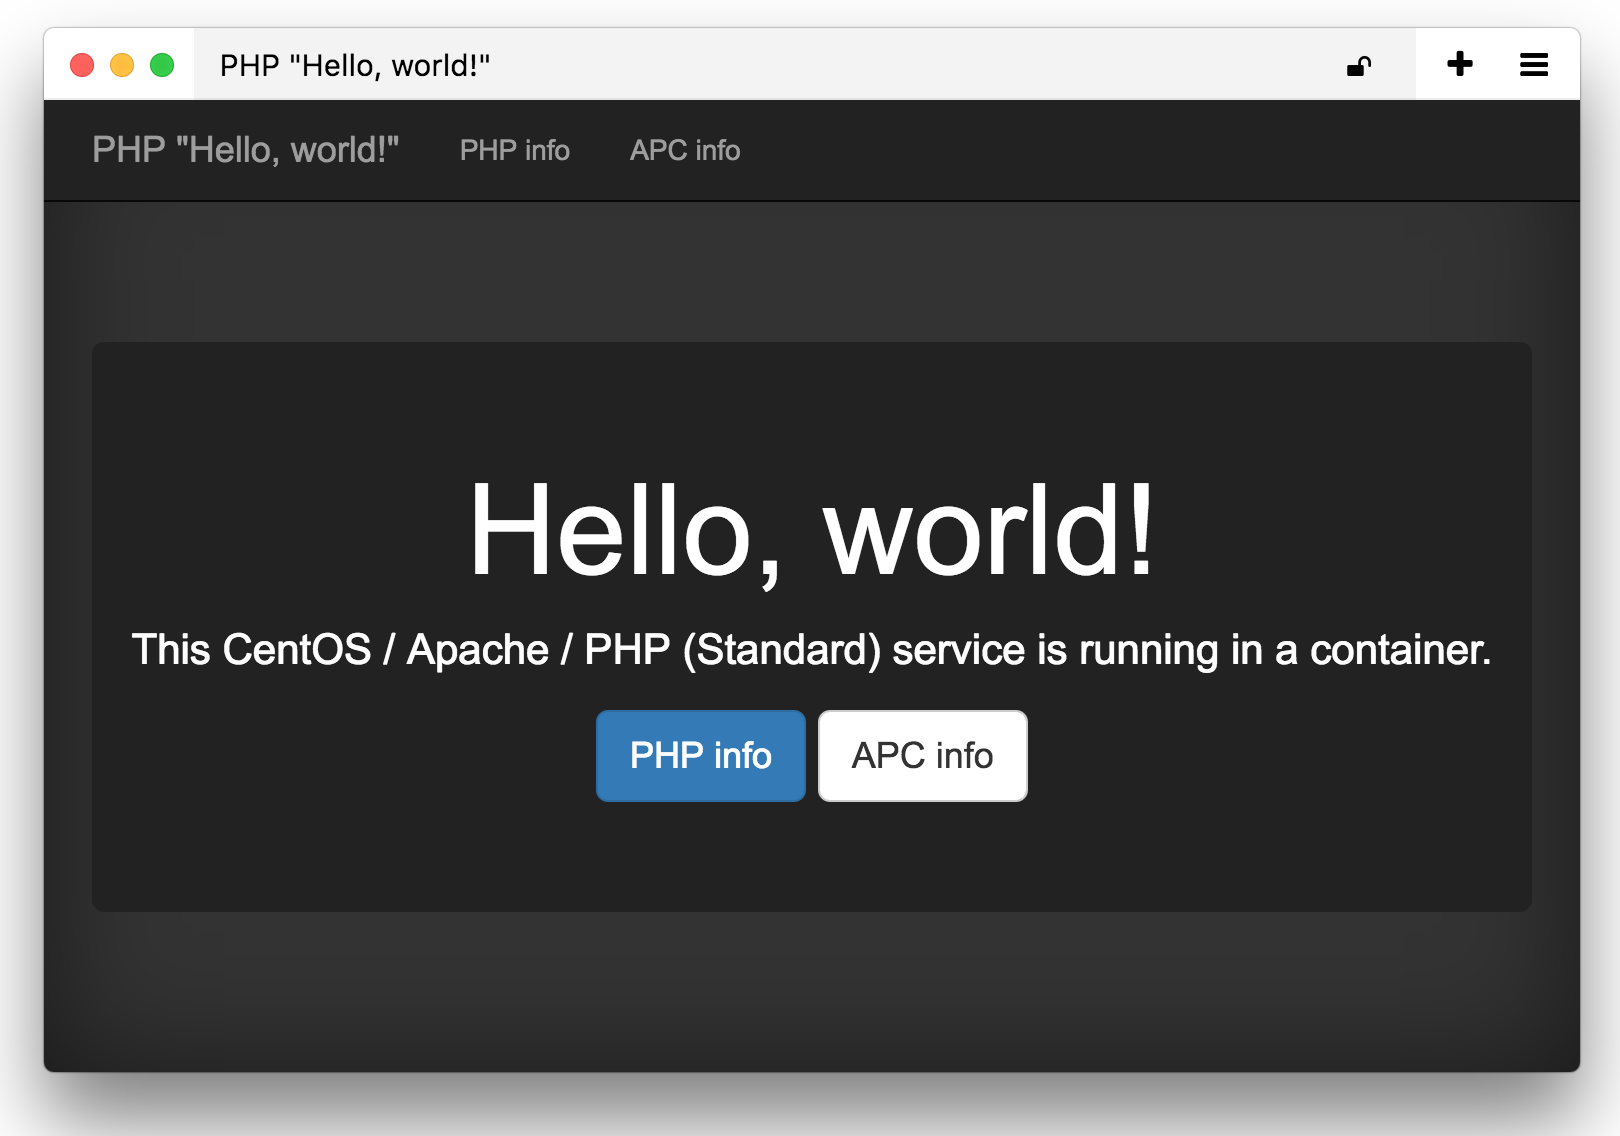 PHP "Hello, world!"
PHP "Hello, world!" PHP info APC info
Hello, world!
This CentOS / Apache / PHP (Standard) service is running in a container.
PHP info APC info